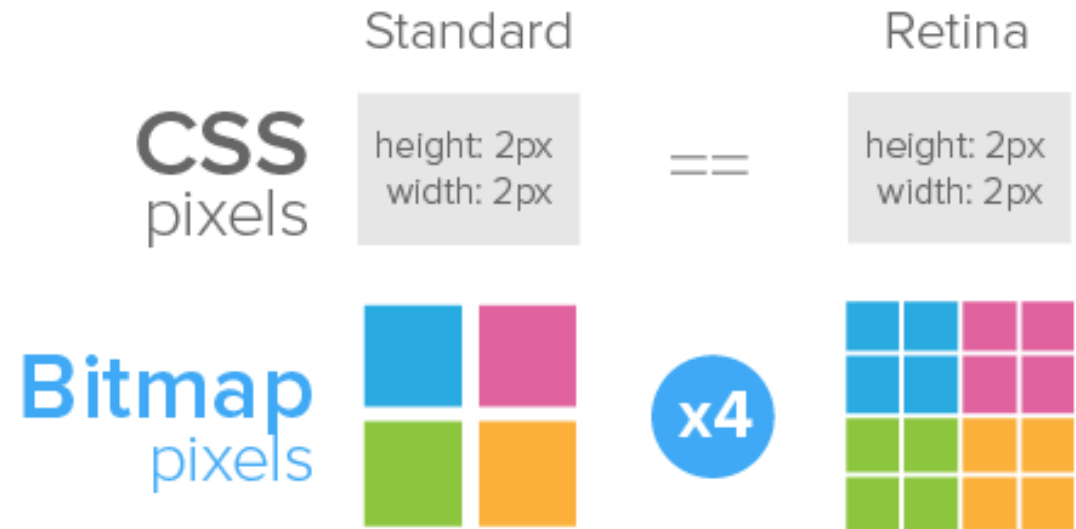 Standard
Retina
CSS
pixels
height: 2px
width: 2px
==
height: 2px
width: 2px
Bitmap
pixels
x4